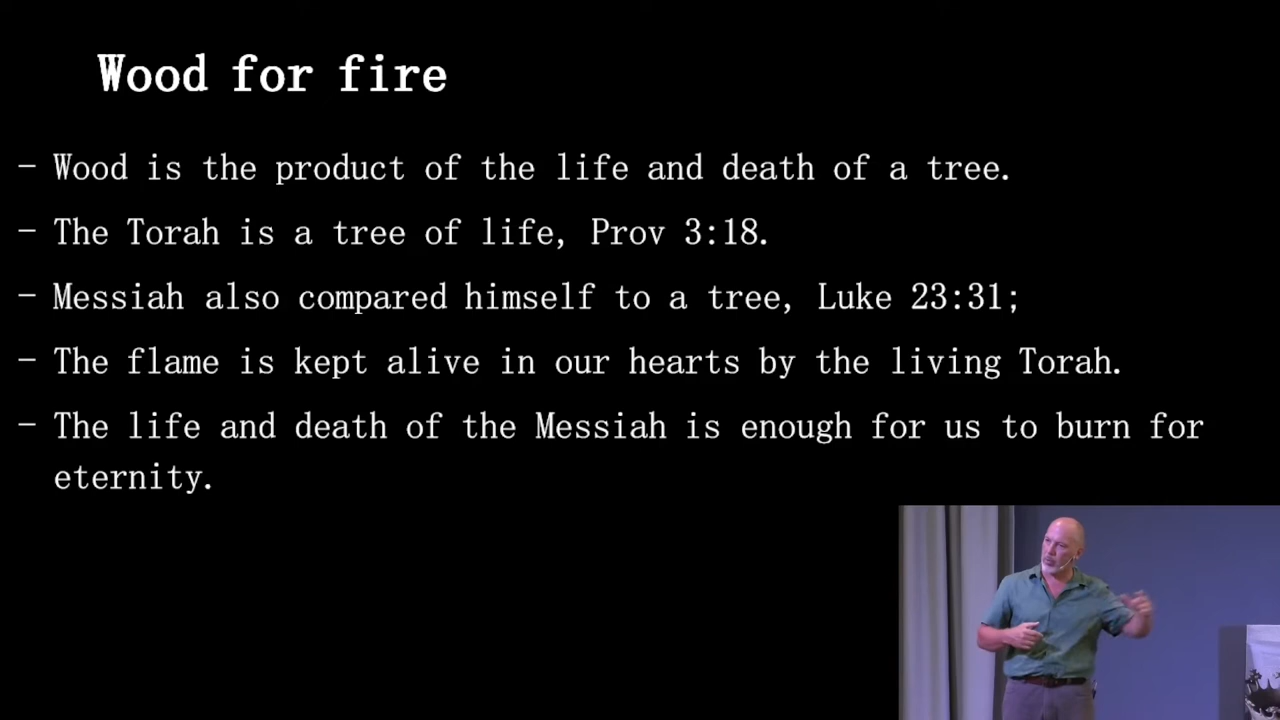 Wood for fire
- Wood is the product of the life and death of a tree.
- The Torah is a tree of life, Prov 3:18.
- Messiah also compared himself to a tree, Luke 23:31;
- The flame is kept alive in our hearts by the living Torah.
- The life and death of the Messiah is enough for us to burn for
eternity.